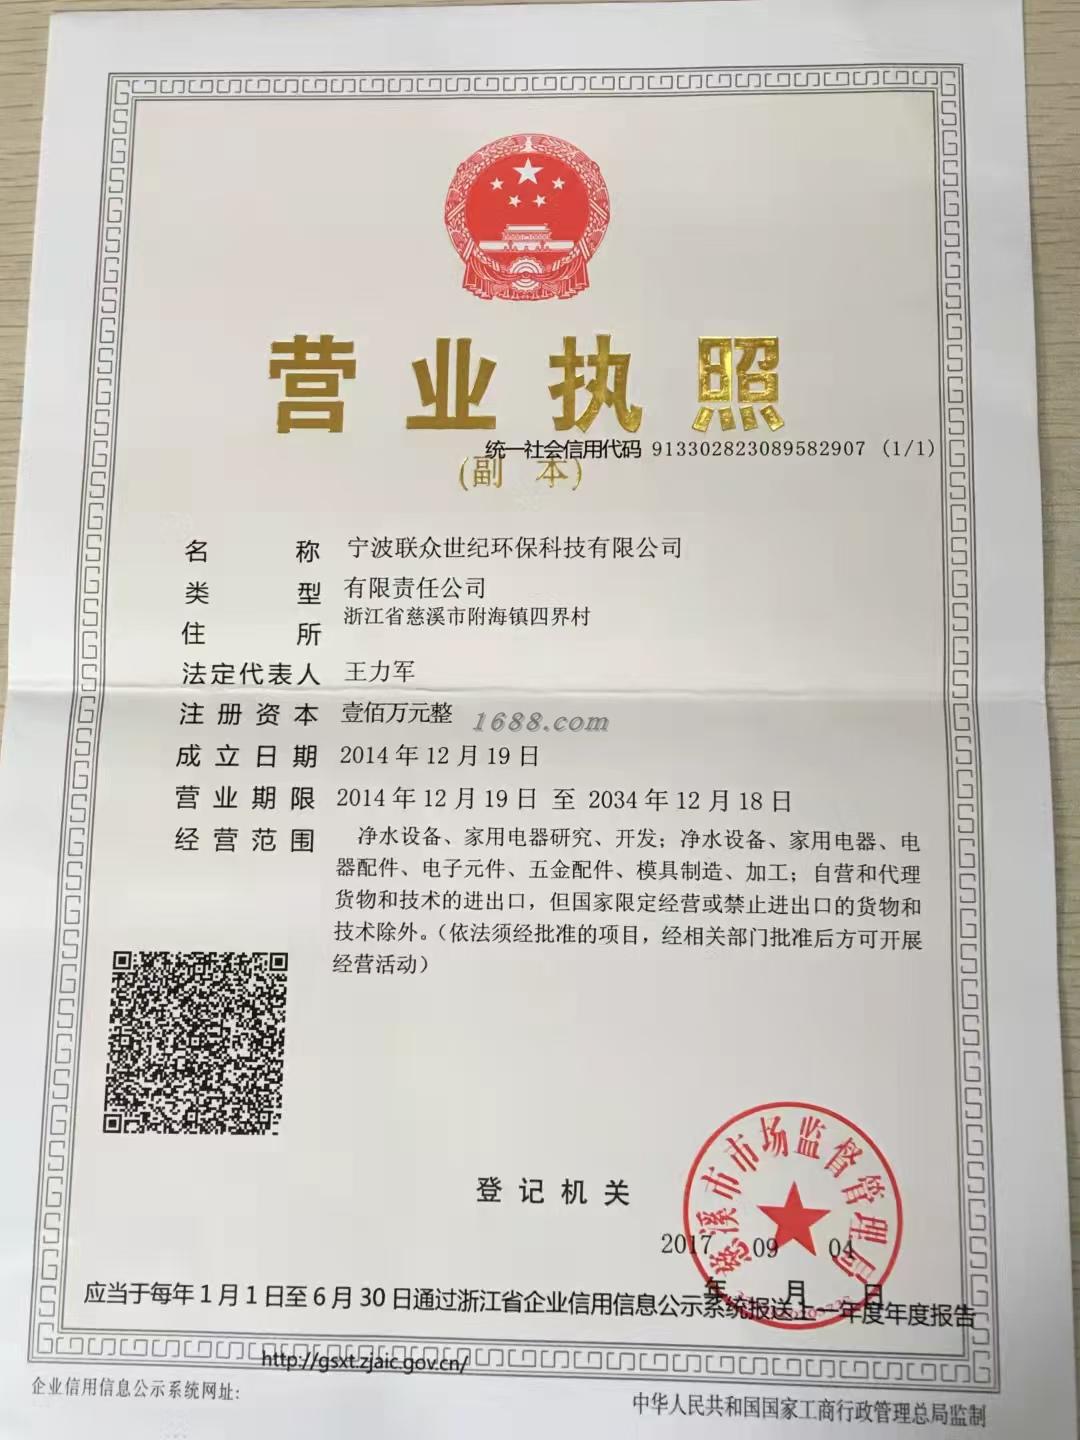 营业执照
统一社会信用代码 913302823089582907 (1/1)
(副 本)
名 称 宁波联众世纪环保科技有限公司
类 型 有限责任公司
住 所 浙江省慈溪市附海镇四界村
法定代表人 王力军
注册资本 壹佰万元整
1688.com
成立日期 2014年12月19日
营业期限 2014年12月19日 至 2034年12月18日
经营范围 净水设备、家用电器研究、开发；净水设备、家用电器、电
器配件、电子元件、五金配件、模具制造、加工；自营和代理
货物和技术的进出口，但国家限定经营或禁止进出口的货物和
技术除外。（依法须经批准的项目，经相关部门批准后方可开展
经营活动）
慈溪市市场监督管理局
登记机关
2017 09 04
年 月 日
应当于每年1月1日至6月30日通过浙江省企业信用信息公示系统报送上一年度年度报告
http://gsxt.zjaic.gov.cn/
企业信用信息公示系统网址:
中华人民共和国国家工商行政管理总局监制